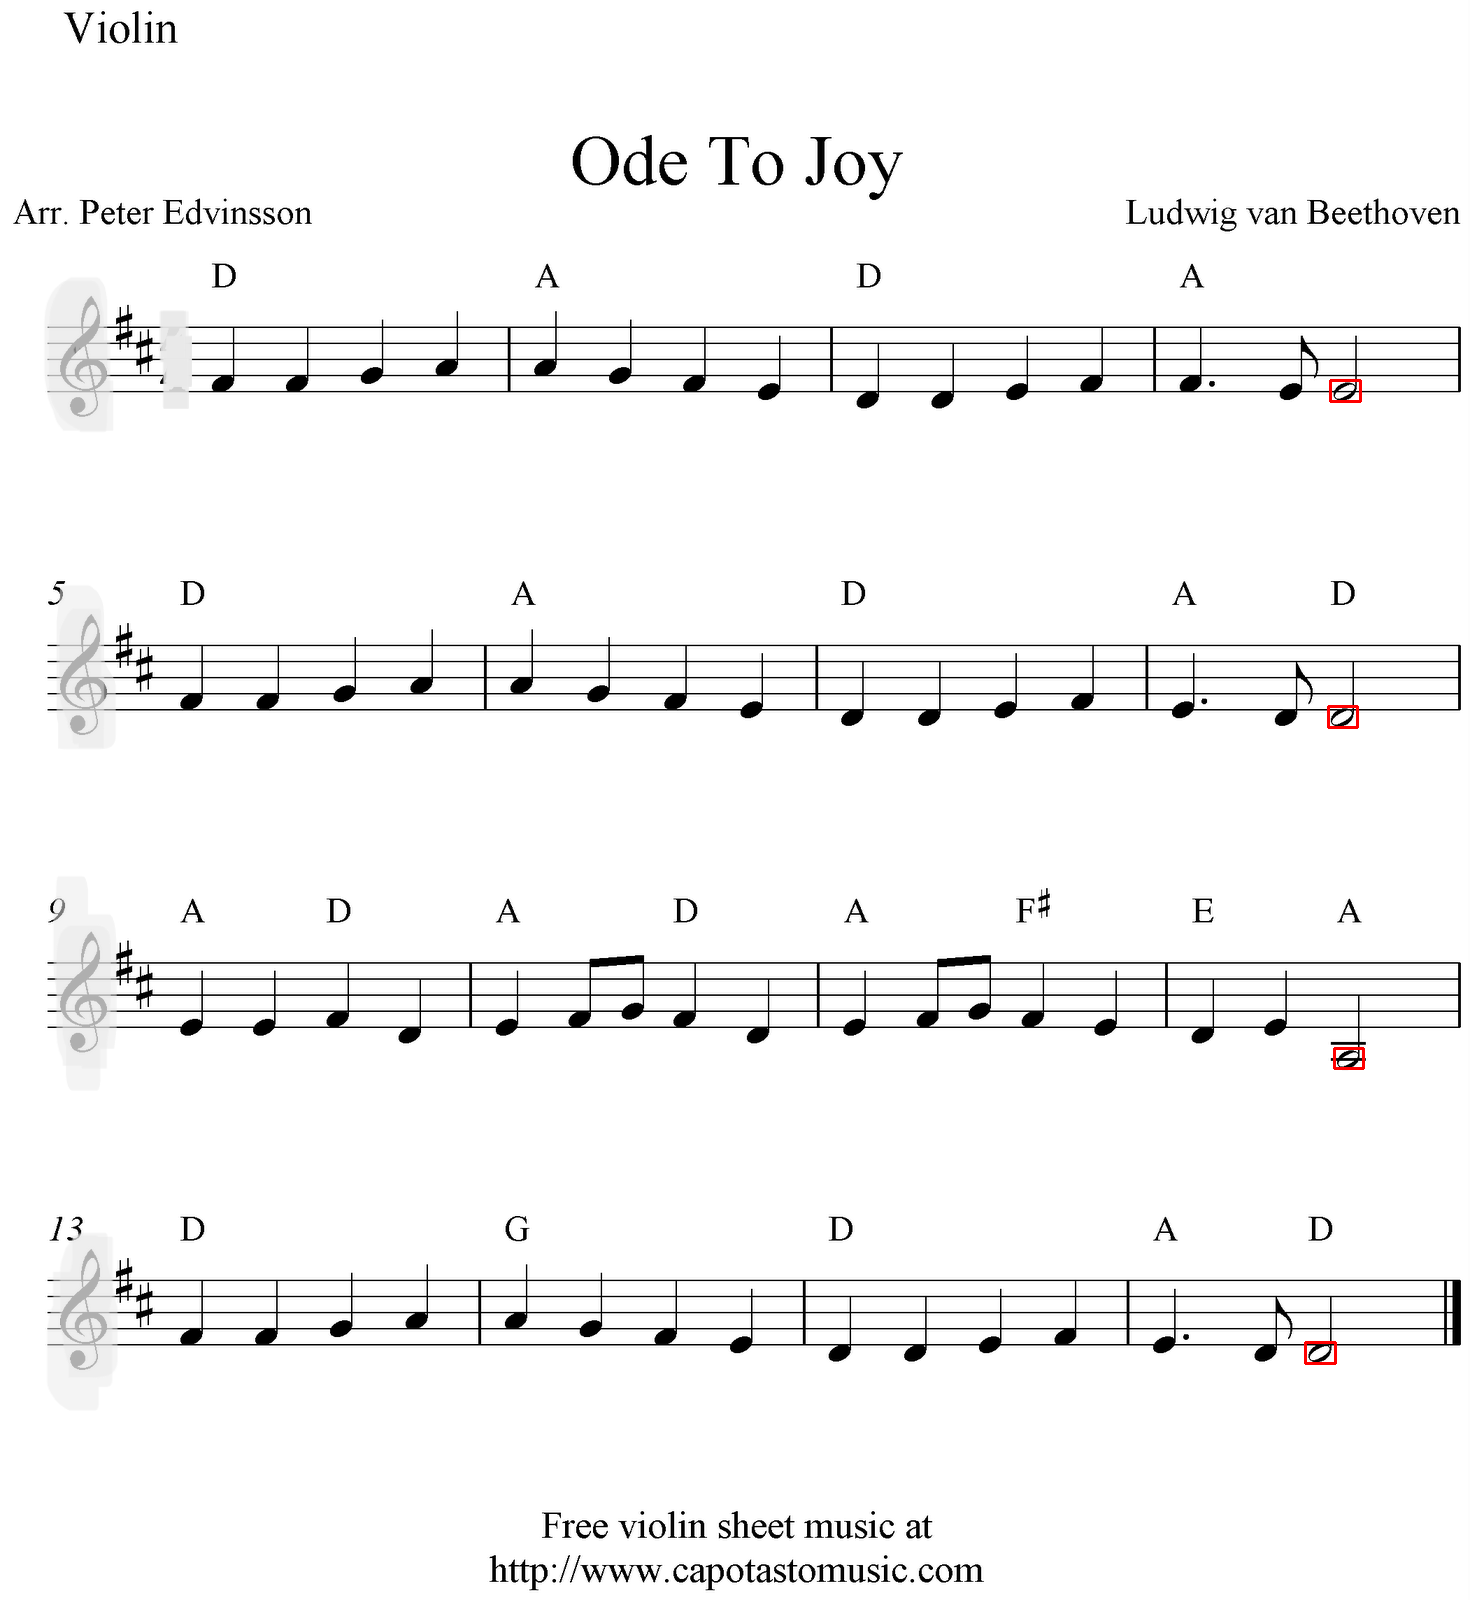 Violin
Ode To Joy
Arr. Peter Edvinsson
Ludwig van Beethoven
D A D A
5
D A D A D
9
A D A D A F♯ E A
13
D G D A D
Free violin sheet music at
http://www.capotastomusic.com